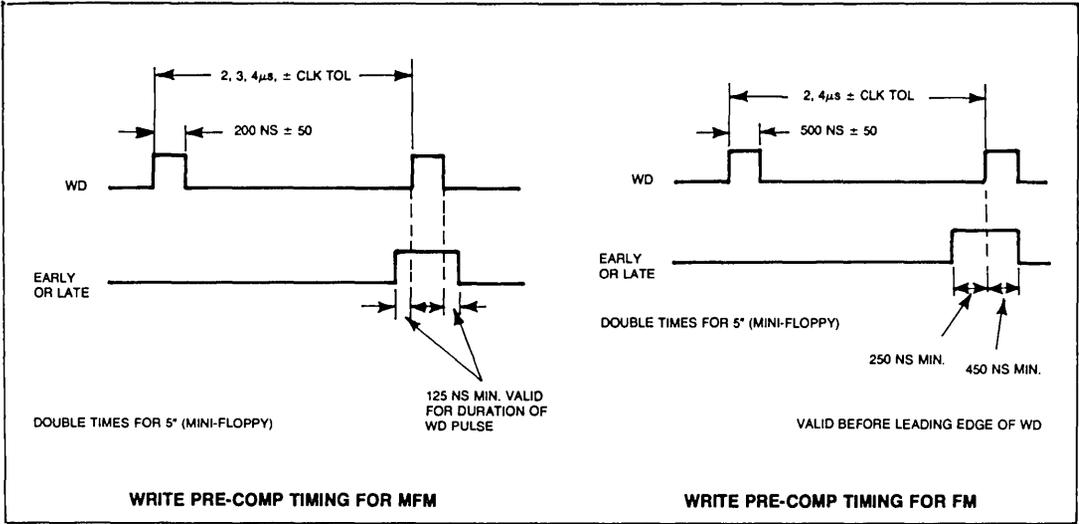 2, 3, 4μs, ± CLK TOL
200 NS ± 50
WD
EARLY
OR LATE
125 NS MIN. VALID
FOR DURATION OF
WD PULSE
DOUBLE TIMES FOR 5" (MINI-FLOPPY)
WRITE PRE-COMP TIMING FOR MFM
2, 4μs ± CLK TOL
500 NS ± 50
WD
EARLY
OR LATE
DOUBLE TIMES FOR 5" (MINI-FLOPPY)
250 NS MIN.
450 NS MIN.
VALID BEFORE LEADING EDGE OF WD
WRITE PRE-COMP TIMING FOR FM